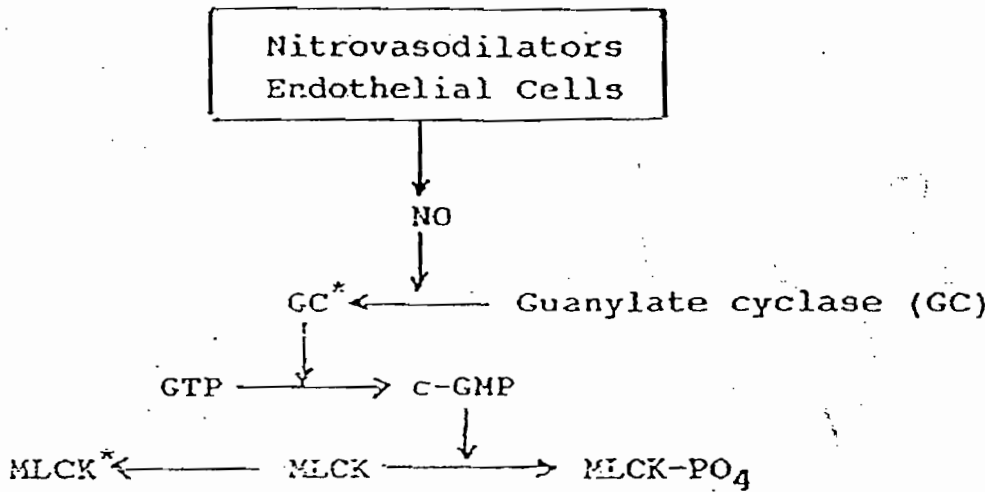 Nitrovasodilators
Endothelial Cells
NO
GC* Guanylate cyclase (GC)
GTP c-GMP
MLCK* MLCK MLCK-PO4